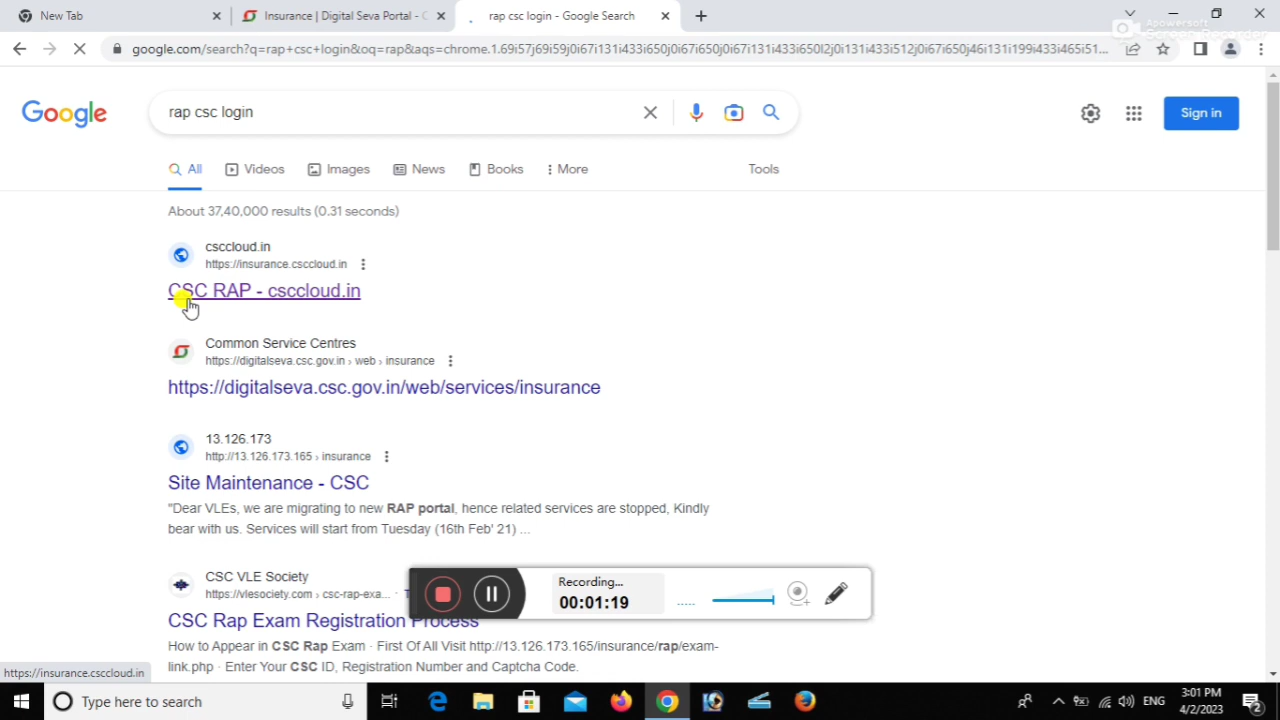 New Tab
Insurance | Digital Seva Portal - C
rap csc login - Google Search
Apowersoft
Screen Recorder
google.com/search?q=rap+csc+login&oq=rap&aqs=chrome.1.69i57j69i59j0i67i131i433i650j0i67i650j0i67i131i433i650l2j0i131i433i512j0i67i650j46i131i199i433i465i51...
Google
rap csc login
Sign in
All
Videos
Images
News
Books
More
Tools
About 37,40,000 results (0.31 seconds)
csccloud.in
https://insurance.csccloud.in
CSC RAP - csccloud.in
Common Service Centres
https://digitalseva.csc.gov.in › web › insurance
https://digitalseva.csc.gov.in/web/services/insurance
13.126.173
http://13.126.173.165 › insurance
Site Maintenance - CSC
"Dear VLEs, we are migrating to new RAP portal, hence related services are stopped, Kindly
bear with us. Services will start from Tuesday (16th Feb' 21) ...
CSC VLE Society
https://vlesociety.com › csc-rap-exa... ·
CSC Rap Exam Registration Process
How to Appear in CSC Rap Exam · First Of All Visit http://13.126.173.165/insurance/rap/exam-
link.php · Enter Your CSC ID, Registration Number and Captcha Code.
Recording...
00:01:19
https://insurance.csccloud.in
Type here to search
ENG
3:01 PM
4/2/2023
2